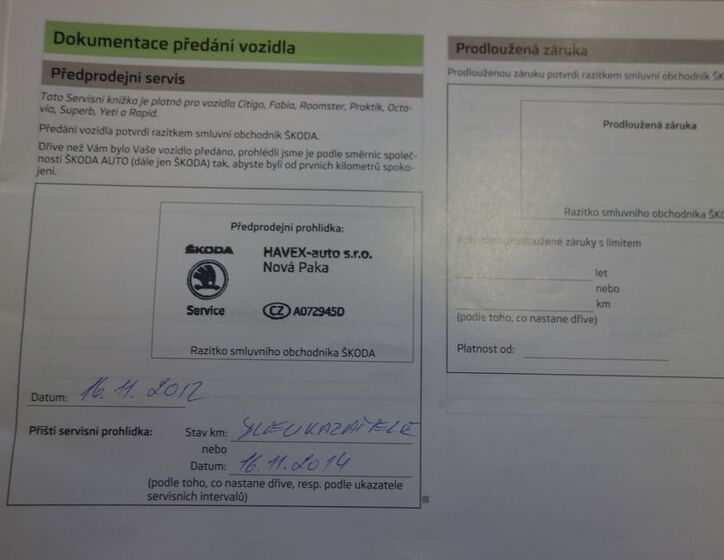 Dokumentace předání vozidla
Předprodejní servis
Tato Servisní knížka je platná pro vozidla Citigo, Fabia, Roomster, Praktik, Octa-
via, Superb, Yeti a Rapid.
Předání vozidla potvrdí razítkem smluvní obchodník ŠKODA.
Dříve než Vám bylo Vaše vozidlo předáno, prohlédli jsme je podle směrnic společ-
nosti ŠKODA AUTO (dále jen ŠKODA) tak, abyste byli od prvních kilometrů spoko-
jeni.
Předprodejní prohlídka:
ŠKODA
HAVEX-auto s.r.o.
Nová Paka
Service
CZ A072945D
Razítko smluvního obchodníka ŠKODA
Datum: 16.11.2012
Příští servisní prohlídka:
Stav km: DLE UKAZATELE
nebo
Datum: 16.11.2014
(podle toho, co nastane dříve, resp. podle ukazatele
servisních intervalů)
Prodloužená záruka
Prodlouženou záruku potvrdí razítkem smluvní obchodník ŠK
Prodloužená záruka
Razítko smluvního obchodníka ŠKO
prodloužené záruky s limitem
let
nebo
km
(podle toho, co nastane dříve)
Platnost od: